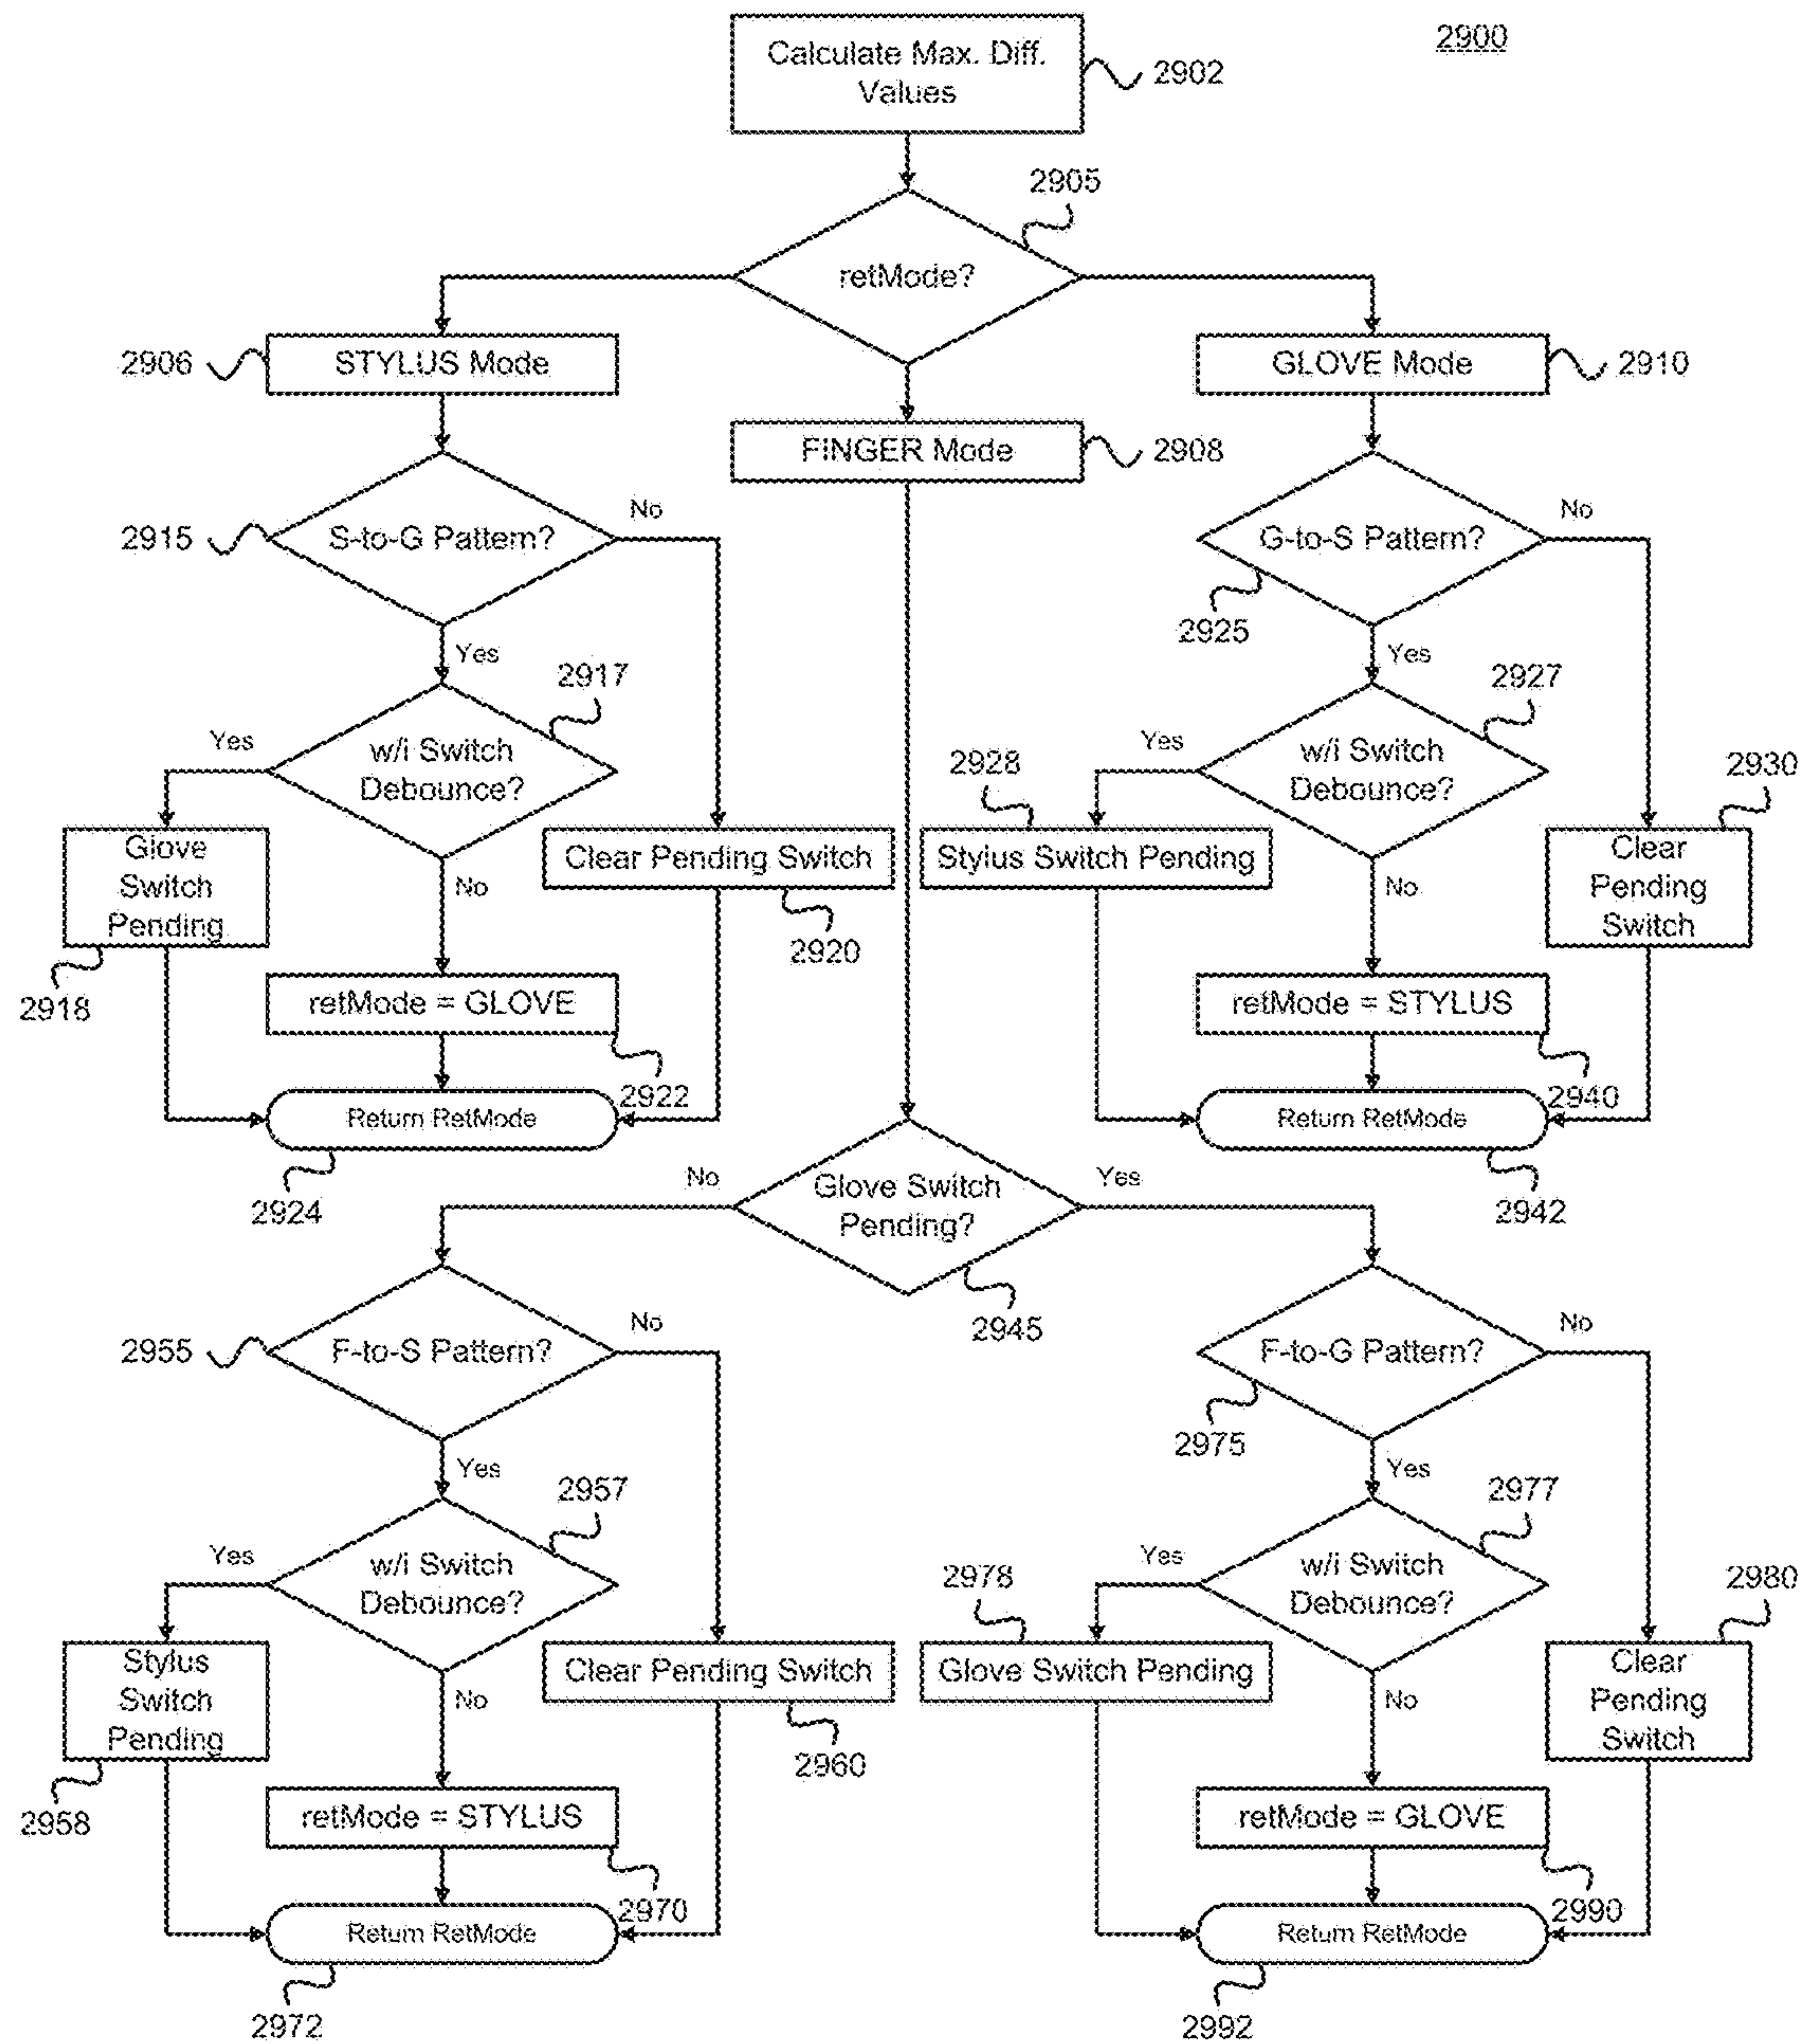 2900
Calculate Max. Diff.
Values
2902
2905
retMode?
2906
STYLUS Mode
GLOVE Mode
2910
FINGER Mode
2908
2915
S-to-G Pattern?
No
G-to-S Pattern?
No
2925
Yes
Yes
2917
2927
Yes
w/i Switch
Debounce?
Yes
w/i Switch
Debounce?
2928
2930
Glove
Switch
Pending
No
Clear Pending Switch
Stylus Switch Pending
No
Clear
Pending
Switch
2920
2918
retMode = GLOVE
retMode = STYLUS
2922
2940
Return RetMode
Return RetMode
2924
2942
No
Glove Switch
Pending?
Yes
2945
2955
F-to-S Pattern?
No
F-to-G Pattern?
No
2975
Yes
Yes
2957
2977
Yes
w/i Switch
Debounce?
Yes
w/i Switch
Debounce?
2978
2980
Stylus
Switch
Pending
No
Clear Pending Switch
Glove Switch Pending
No
Clear
Pending
Switch
2960
2958
retMode = STYLUS
retMode = GLOVE
2970
2990
Return RetMode
Return RetMode
2972
2992